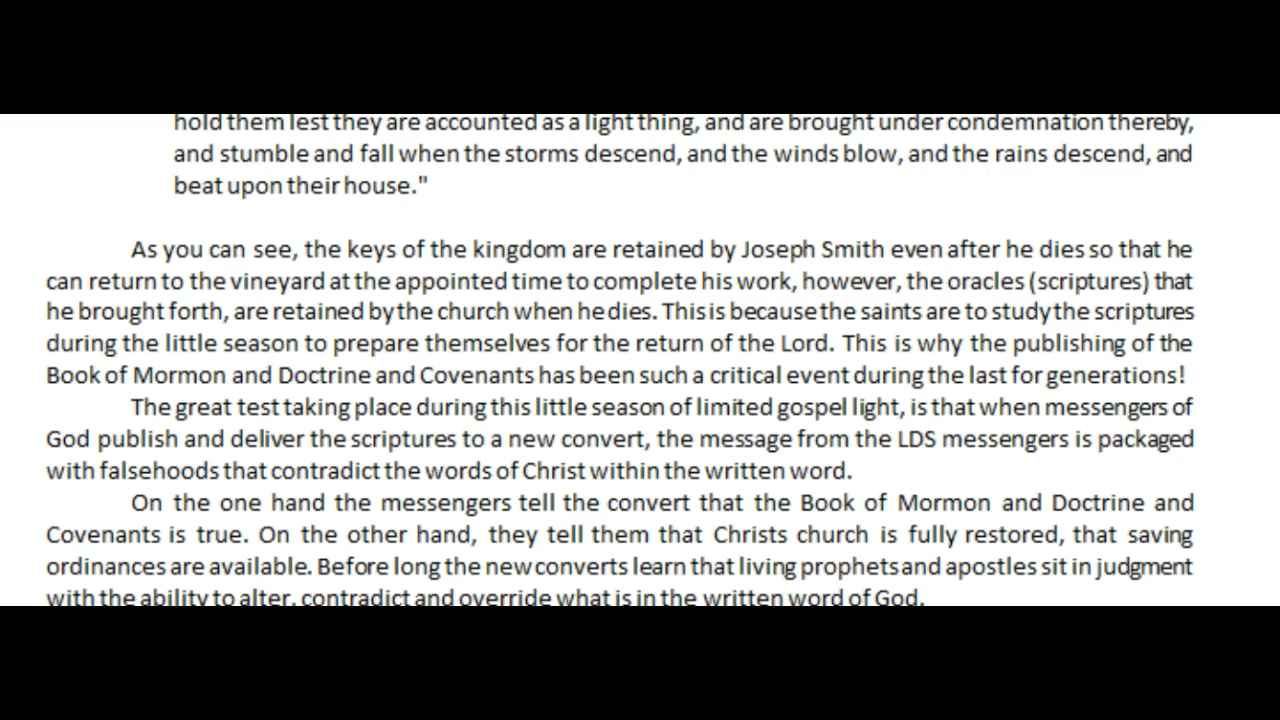 hold them lest they are accounted as a light thing, and are brought under condemnation thereby,
and stumble and fall when the storms descend, and the winds blow, and the rains descend, and
beat upon their house."
As you can see, the keys of the kingdom are retained by Joseph Smith even after he dies so that he
can return to the vineyard at the appointed time to complete his work, however, the oracles (scriptures) that
he brought forth, are retained by the church when he dies. This is because the saints are to study the scriptures
during the little season to prepare themselves for the return of the Lord. This is why the publishing of the
Book of Mormon and Doctrine and Covenants has been such a critical event during the last for generations!
The great test taking place during this little season of limited gospel light, is that when messengers of
God publish and deliver the scriptures to a new convert, the message from the LDS messengers is packaged
with falsehoods that contradict the words of Christ within the written word.
On the one hand the messengers tell the convert that the Book of Mormon and Doctrine and
Covenants is true. On the other hand, they tell them that Christs church is fully restored, that saving
ordinances are available. Before long the new converts learn that living prophets and apostles sit in judgment
with the ability to alter, contradict and override what is in the written word of God.